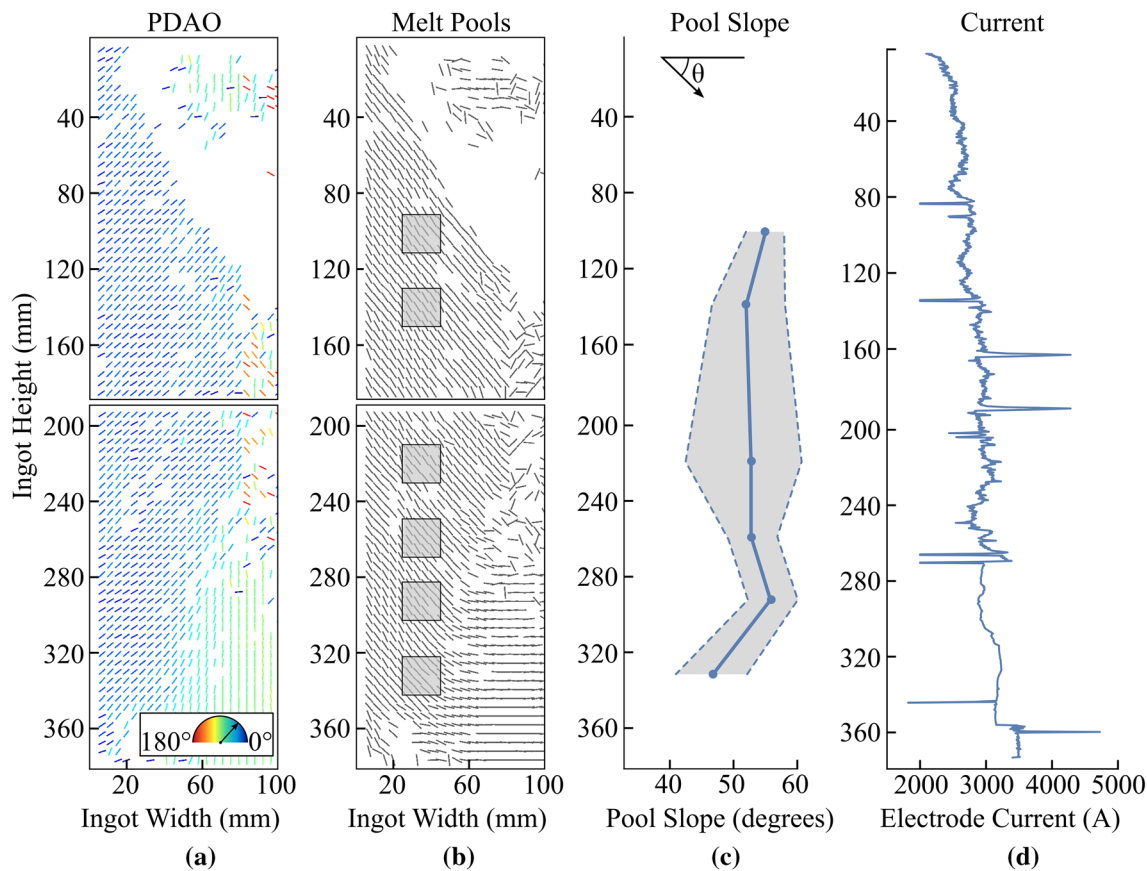 PDAO Melt Pools Pool Slope Current
θ
40 40 40 40
80 80 80 80
120 120 120 120
160 160 160 160
Ingot Height (mm)
200 200 200 200
240 240 240 240
280 280 280 280
320 320 320 320
360 360 360 360
180° 0°
20 60 100 20 60 100 40 50 60 2000 3000 4000 5000
Ingot Width (mm) Ingot Width (mm) Pool Slope (degrees) Electrode Current (A)
(a) (b) (c) (d)